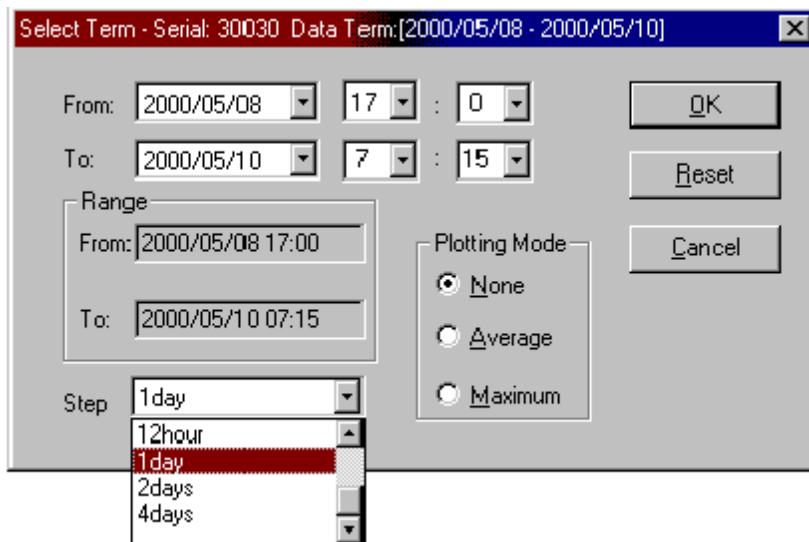 Select Term - Serial: 30030 Data Term:[2000/05/08 - 2000/05/10]
From: 2000/05/08 17 : 0
To: 2000/05/10 7 : 15
OK
Reset
Cancel
Range
From: 2000/05/08 17:00
To: 2000/05/10 07:15
Plotting Mode
None
Average
Maximum
Step 1day
12hour
1day
2days
4days